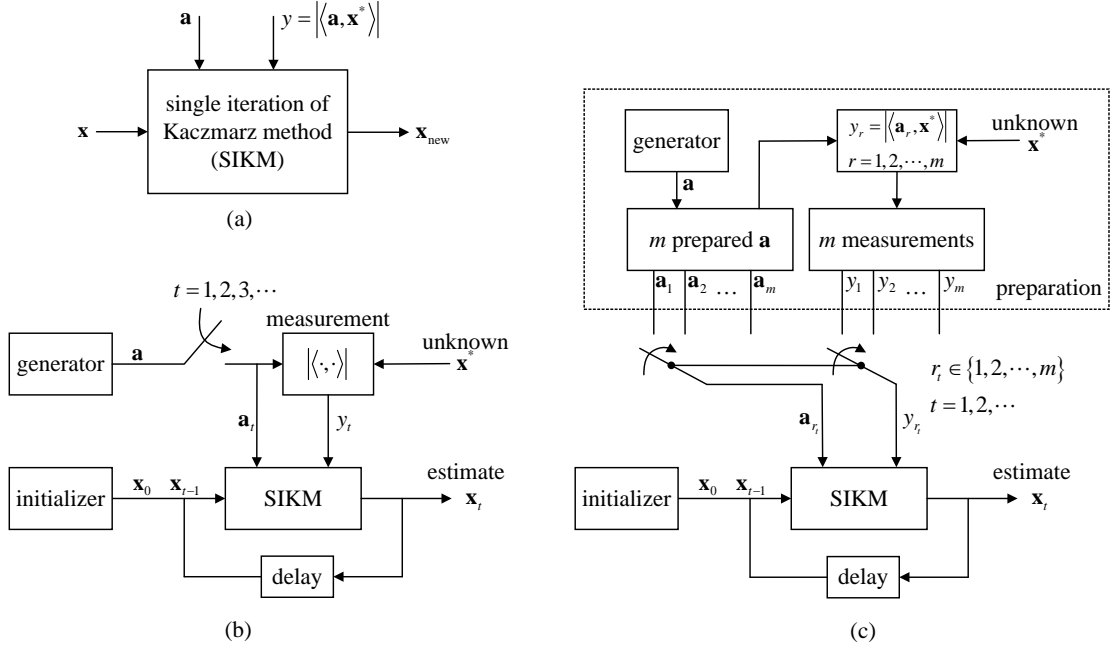 a
y = |⟨a, x*⟩|
single iteration of
Kaczmarz method
(SIKM)
x
x_new
(a)
t = 1, 2, 3, ⋯
measurement
generator
a
|⟨·,·⟩|
unknown
x*
a_t
y_t
initializer
x_0
x_{t−1}
SIKM
estimate
x_t
delay
(b)
generator
a
y_r = |⟨a_r, x*⟩|
r = 1, 2, ⋯, m
unknown
x*
m prepared a
m measurements
a_1
a_2
…
a_m
y_1
y_2
…
y_m
preparation
r_t ∈ {1, 2, ⋯, m}
t = 1, 2, ⋯
a_{r_t}
y_{r_t}
initializer
x_0
x_{t−1}
SIKM
estimate
x_t
delay
(c)